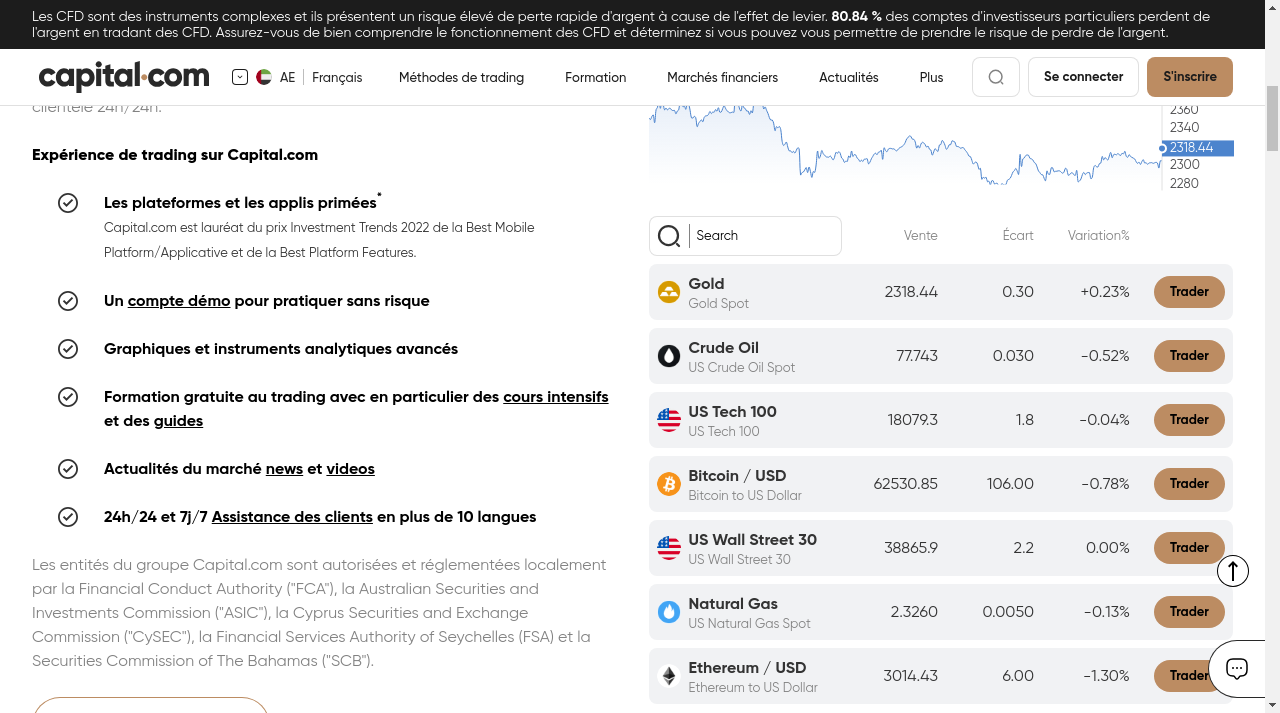 Les CFD sont des instruments complexes et ils présentent un risque élevé de perte rapide d'argent à cause de l'effet de levier. 80.84 % des comptes d'investisseurs particuliers perdent de
l'argent en tradant des CFD. Assurez-vous de bien comprendre le fonctionnement des CFD et déterminez si vous pouvez vous permettre de prendre le risque de perdre de l'argent.
capital.com
AE Français Méthodes de trading Formation Marchés financiers Actualités Plus Se connecter S'inscrire
clientèle 24h/24h.
Expérience de trading sur Capital.com
Les plateformes et les applis primées*
Capital.com est lauréat du prix Investment Trends 2022 de la Best Mobile
Platform/Applicative et de la Best Platform Features.
Un compte démo pour pratiquer sans risque
Graphiques et instruments analytiques avancés
Formation gratuite au trading avec en particulier des cours intensifs
et des guides
Actualités du marché news et videos
24h/24 et 7j/7 Assistance des clients en plus de 10 langues
Les entités du groupe Capital.com sont autorisées et réglementées localement
par la Financial Conduct Authority ("FCA"), la Australian Securities and
Investments Commission ("ASIC"), la Cyprus Securities and Exchange
Commission ("CySEC"), la Financial Services Authority of Seychelles (FSA) et la
Securities Commission of The Bahamas ("SCB").
2360
2340
2318.44
2300
2280
Search Vente Écart Variation%
Gold
Gold Spot
2318.44 0.30 +0.23% Trader
Crude Oil
US Crude Oil Spot
77.743 0.030 -0.52% Trader
US Tech 100
US Tech 100
18079.3 1.8 -0.04% Trader
Bitcoin / USD
Bitcoin to US Dollar
62530.85 106.00 -0.78% Trader
US Wall Street 30
US Wall Street 30
38865.9 2.2 0.00% Trader
Natural Gas
US Natural Gas Spot
2.3260 0.0050 -0.13% Trader
Ethereum / USD
Ethereum to US Dollar
3014.43 6.00 -1.30% Trader